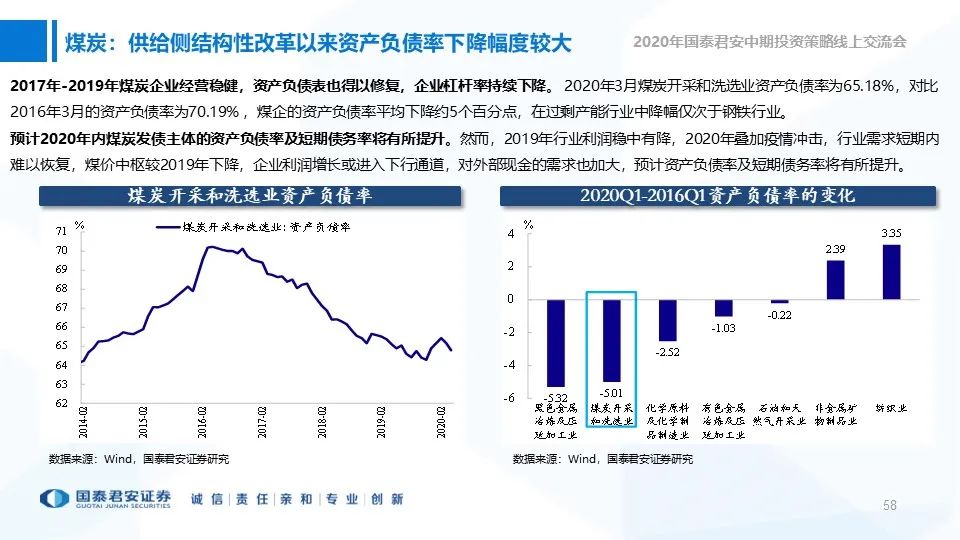 煤炭：供给侧结构性改革以来资产负债率下降幅度较大
2020年国泰君安中期投资策略线上交流会
2017年-2019年煤炭企业经营稳健，资产负债表也得以修复，企业杠杆率持续下降。 2020年3月煤炭开采和洗选业资产负债率为65.18%，对比
2016年3月的资产负债率为70.19% ，煤企的资产负债率平均下降约5个百分点，在过剩产能行业中降幅仅次于钢铁行业。
预计2020年内煤炭发债主体的资产负债率及短期债务率将有所提升。然而，2019年行业利润稳中有降，2020年叠加疫情冲击，行业需求短期内
难以恢复，煤价中枢较2019年下降，企业利润增长或进入下行通道，对外部现金的需求也加大，预计资产负债率及短期债务率将有所提升。
煤炭开采和洗选业资产负债率
%
煤炭开采和洗选业:资产负债率
71
70
69
68
67
66
65
64
63
62
2014-02
2015-02
2016-02
2017-02
2018-02
2019-02
2020-02
数据来源：Wind，国泰君安证券研究
2020Q1-2016Q1资产负债率的变化
%
4
2
0
-2
-4
-6
-5.32
-5.01
-2.52
-1.03
-0.22
2.39
3.35
黑色金属
冶炼及压
延加工业
煤炭开采
和洗选业
化学原料
及化学制
品制造业
有色金属
冶炼及压
延加工业
石油和天
然气开采业
非金属矿
物制品业
纺织业
数据来源：Wind，国泰君安证券研究
国泰君安证券
GUOTAI JUNAN SECURITIES
诚信|责任|亲和|专业|创新
58